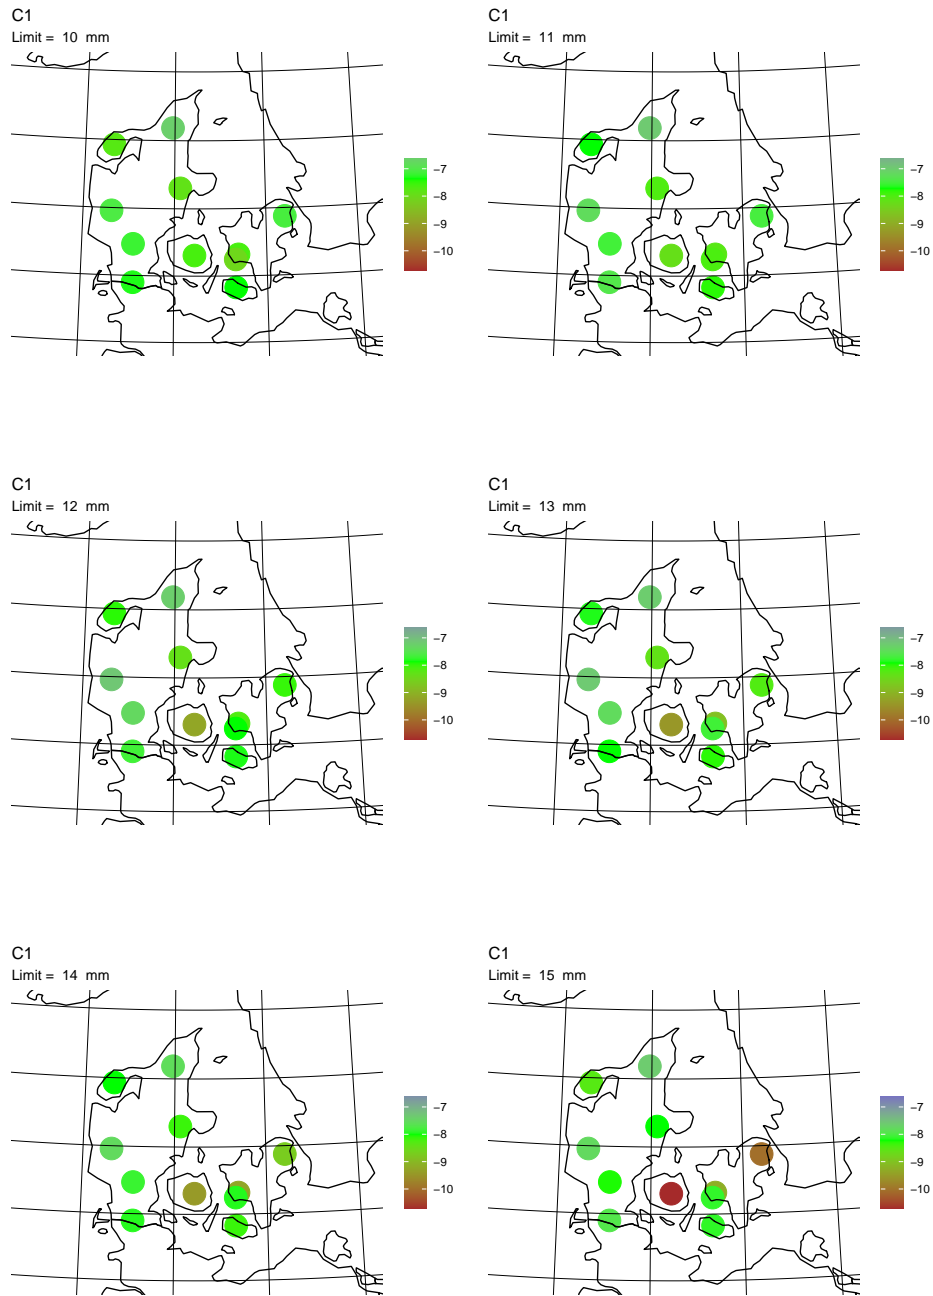 C1
Limit = 10 mm
−7
−8
−9
−10
C1
Limit = 11 mm
−7
−8
−9
−10
C1
Limit = 12 mm
−7
−8
−9
−10
C1
Limit = 13 mm
−7
−8
−9
−10
C1
Limit = 14 mm
−7
−8
−9
−10
C1
Limit = 15 mm
−7
−8
−9
−10